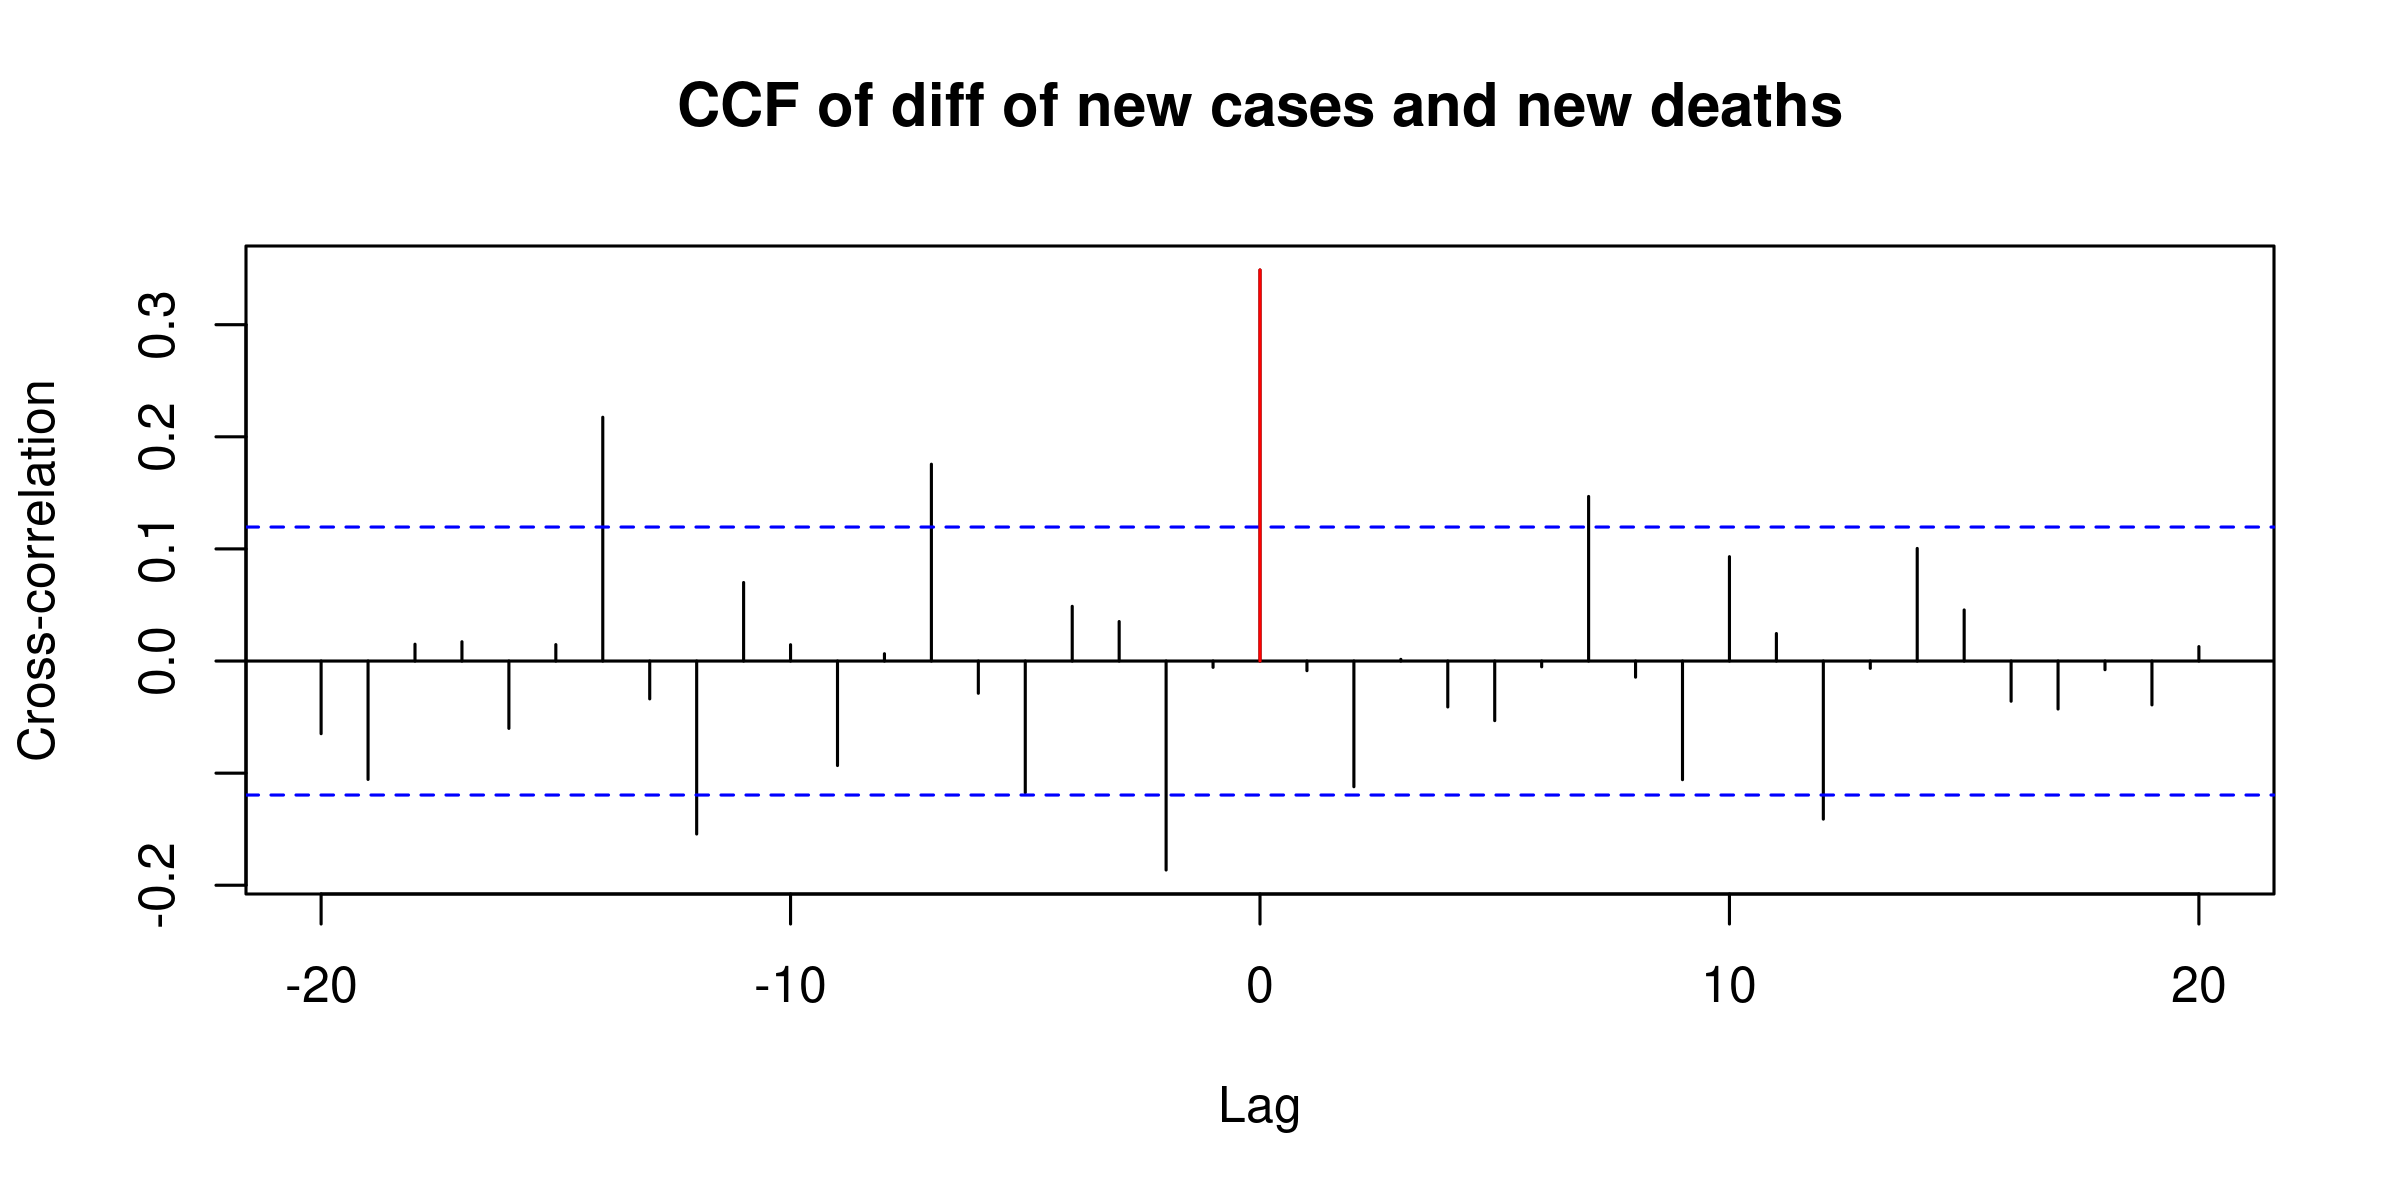 CCF of diff of new cases and new deaths
Cross-correlation
0.3
0.2
0.1
0.0
-0.2
-20 -10 0 10 20
Lag